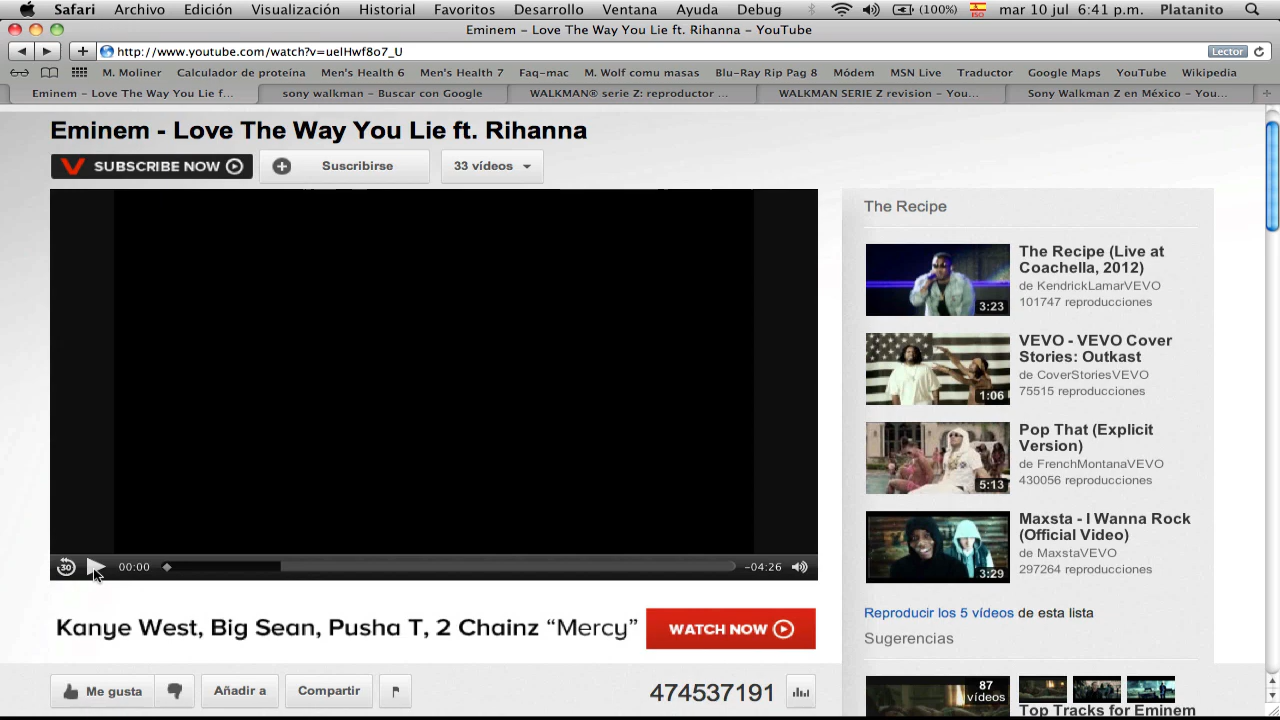 Safari Archivo Edición Visualización Historial Favoritos Desarrollo Ventana Ayuda Debug (100%) ISO mar 10 jul 6:41 p.m. Platanito
Eminem – Love The Way You Lie ft. Rihanna – YouTube
http://www.youtube.com/watch?v=uelHwf8o7_U Lector
M. Moliner Calculador de proteína Men's Health 6 Men's Health 7 Faq-mac M. Wolf comu masas Blu-Ray Rip Pag 8 Módem MSN Live Traductor Google Maps YouTube Wikipedia
Eminem – Love The Way You Lie f... sony walkman – Buscar con Google WALKMAN® serie Z: reproductor ... WALKMAN SERIE Z revision – You... Sony Walkman Z en México – You...
Eminem - Love The Way You Lie ft. Rihanna
SUBSCRIBE NOW Suscribirse 33 vídeos
00:00 −04:26
Kanye West, Big Sean, Pusha T, 2 Chainz “Mercy” WATCH NOW
Me gusta Añadir a Compartir 474537191
The Recipe
The Recipe (Live at
Coachella, 2012)
de KendrickLamarVEVO
101747 reproducciones
3:23
VEVO - VEVO Cover
Stories: Outkast
de CoverStoriesVEVO
75515 reproducciones
1:06
Pop That (Explicit
Version)
de FrenchMontanaVEVO
430056 reproducciones
5:13
Maxsta - I Wanna Rock
(Official Video)
de MaxstaVEVO
297264 reproducciones
3:29
Reproducir los 5 vídeos de esta lista
Sugerencias
87
vídeos
Top Tracks for Eminem